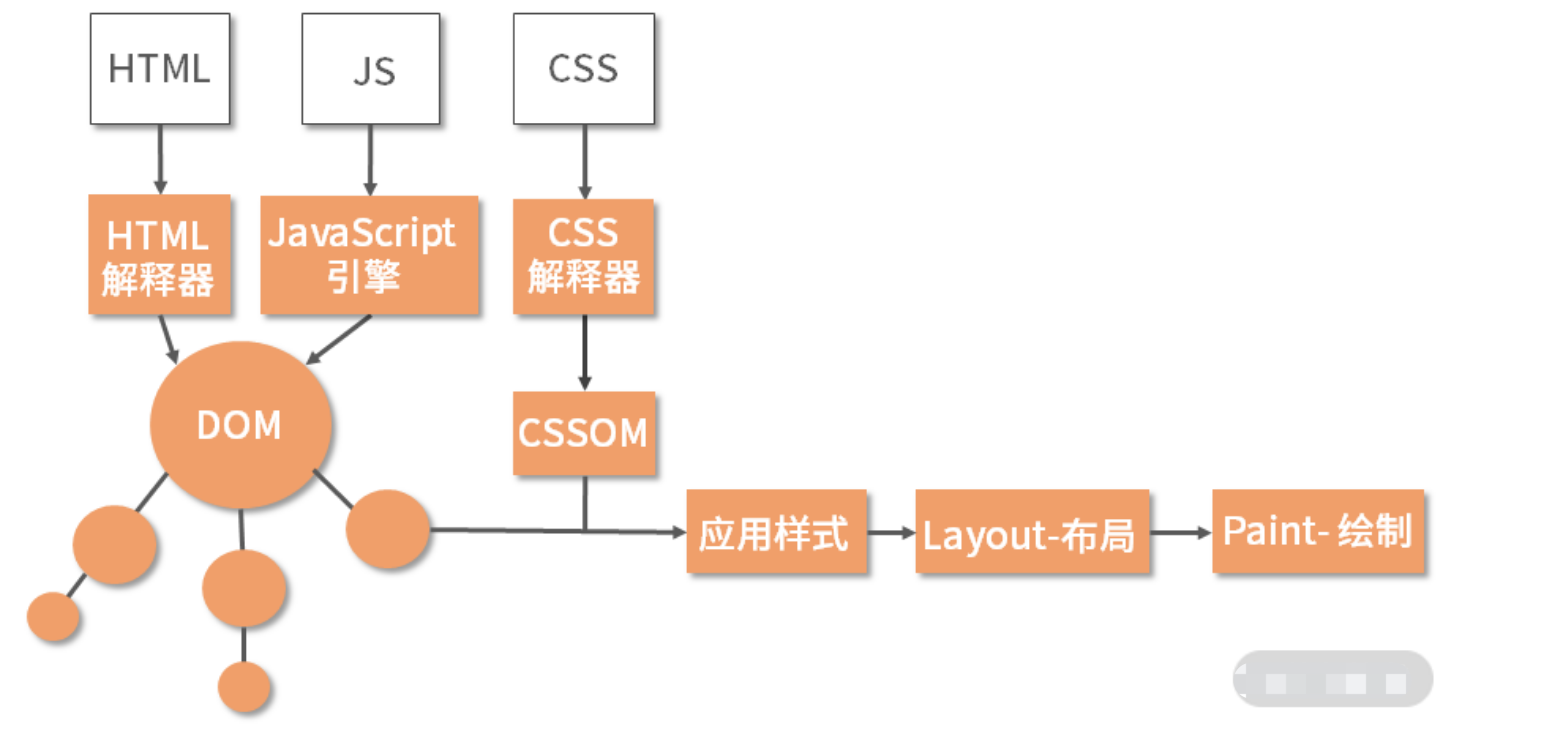 HTML
JS
CSS
HTML
解释器
JavaScript
引擎
CSS
解释器
DOM
CSSOM
应用样式
Layout-布局
Paint- 绘制